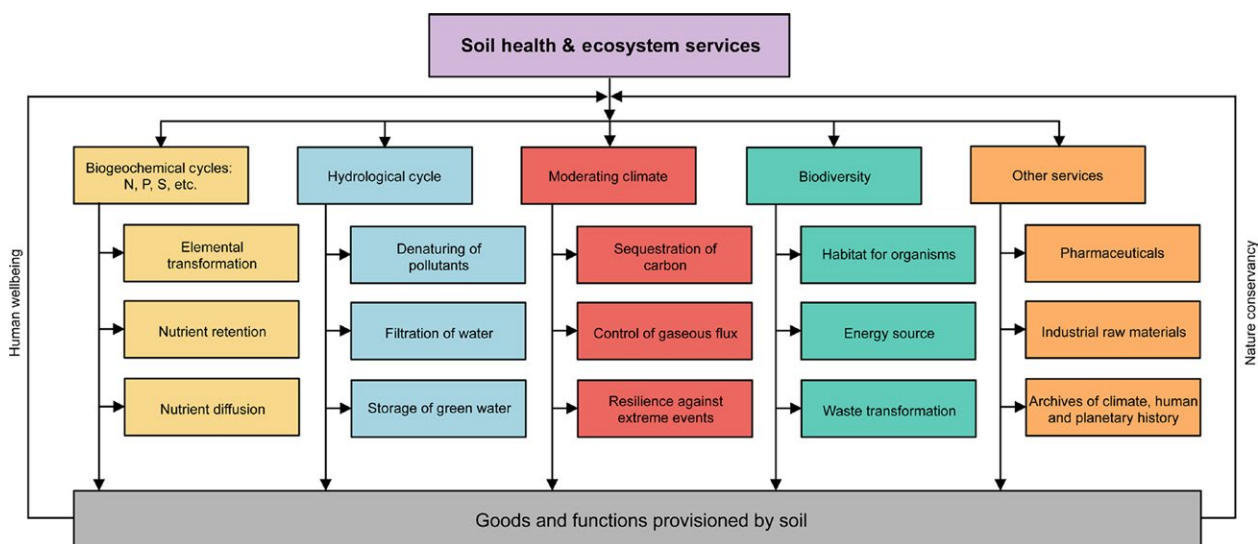 Soil health & ecosystem services
Biogeochemical cycles:
N, P, S, etc.
Hydrological cycle
Moderating climate
Biodiversity
Other services
Elemental
transformation
Denaturing of
pollutants
Sequestration of
carbon
Habitat for organisms
Pharmaceuticals
Nutrient retention
Filtration of water
Control of gaseous flux
Energy source
Industrial raw materials
Nutrient diffusion
Storage of green water
Resilience against
extreme events
Waste transformation
Archives of climate, human
and planetary history
Human wellbeing
Nature conservancy
Goods and functions provisioned by soil